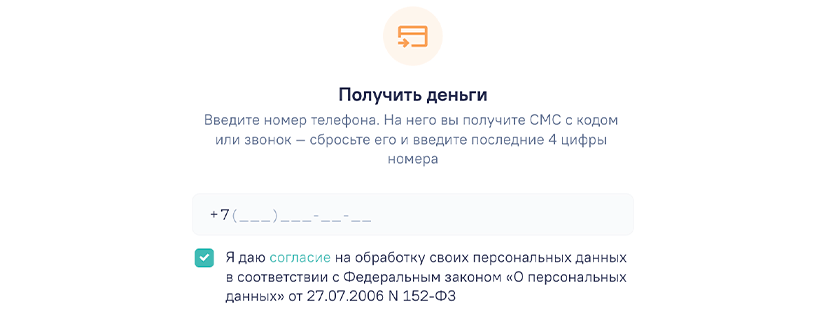 Получить деньги
Введите номер телефона. На него вы получите СМС с кодом
или звонок — сбросьте его и введите последние 4 цифры
номера
+7(___)___-__-__
Я даю согласие на обработку своих персональных данных
в соответствии с Федеральным законом «О персональных
данных» от 27.07.2006 N 152-ФЗ